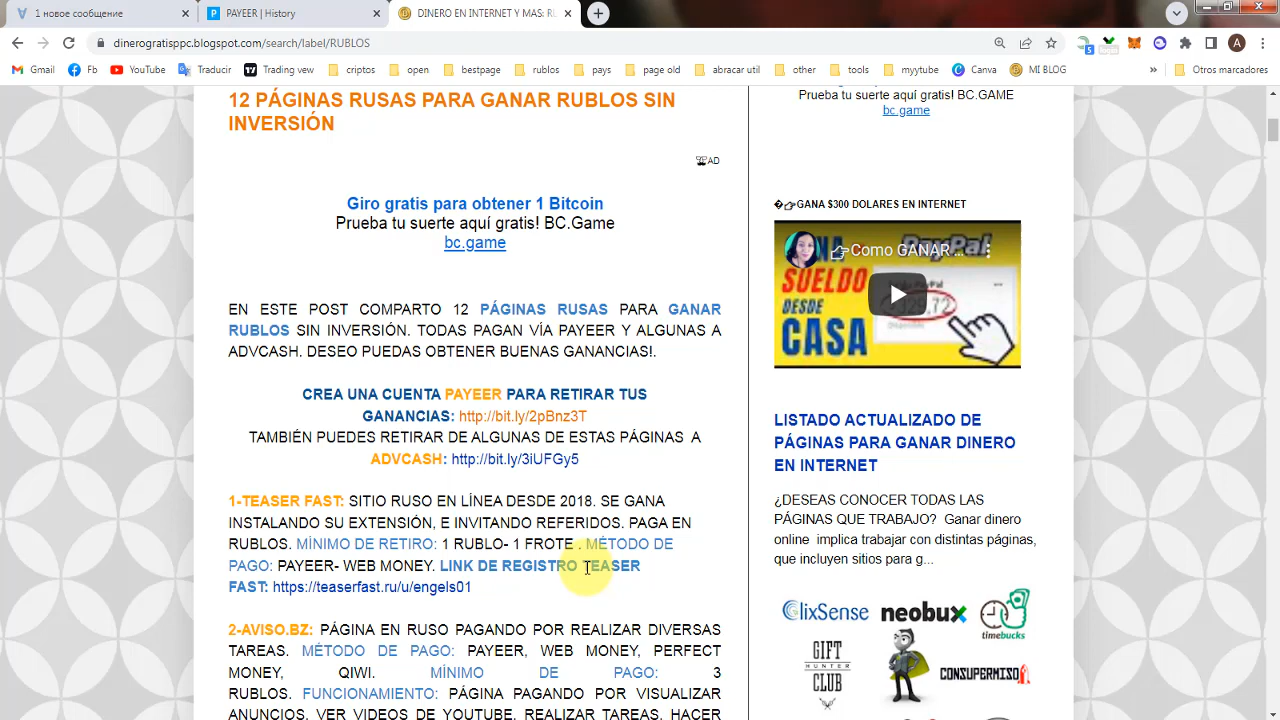 1 новое сообщение
PAYEER | History
DINERO EN INTERNET Y MAS: RL
dinerogratisppc.blogspot.com/search/label/RUBLOS
5
A
Gmail
Fb
YouTube
Traducir
Trading vew
criptos
open
bestpage
rublos
pays
page old
abracar util
other
tools
myytube
Canva
MI BLOG
Otros marcadores
12 PÁGINAS RUSAS PARA GANAR RUBLOS SIN
INVERSIÓN
AD
Giro gratis para obtener 1 Bitcoin
Prueba tu suerte aquí gratis! BC.Game
bc.game
EN ESTE POST COMPARTO 12 PÁGINAS RUSAS PARA GANAR
RUBLOS SIN INVERSIÓN. TODAS PAGAN VÍA PAYEER Y ALGUNAS A
ADVCASH. DESEO PUEDAS OBTENER BUENAS GANANCIAS!.
CREA UNA CUENTA PAYEER PARA RETIRAR TUS
GANANCIAS: http://bit.ly/2pBnz3T
TAMBIÉN PUEDES RETIRAR DE ALGUNAS DE ESTAS PÁGINAS A
ADVCASH: http://bit.ly/3iUFGy5
1-TEASER FAST: SITIO RUSO EN LÍNEA DESDE 2018. SE GANA
INSTALANDO SU EXTENSIÓN, E INVITANDO REFERIDOS. PAGA EN
RUBLOS. MÍNIMO DE RETIRO: 1 RUBLO- 1 FROTE . MÉTODO DE
PAGO: PAYEER- WEB MONEY. LINK DE REGISTRO TEASER
FAST: https://teaserfast.ru/u/engels01
2-AVISO.BZ: PÁGINA EN RUSO PAGANDO POR REALIZAR DIVERSAS
TAREAS. MÉTODO DE PAGO: PAYEER, WEB MONEY, PERFECT
MONEY, QIWI. MÍNIMO DE PAGO: 3
RUBLOS. FUNCIONAMIENTO: PÁGINA PAGANDO POR VISUALIZAR
ANUNCIOS, VER VIDEOS DE YOUTUBE, REALIZAR TAREAS, HACER
Prueba tu suerte aquí gratis! BC.GAME
bc.game
�👉GANA $300 DOLARES EN INTERNET
👉Como GANAR ...
PayPal
SUELDO
DESDE
CASA
LISTADO ACTUALIZADO DE
PÁGINAS PARA GANAR DINERO
EN INTERNET
¿DESEAS CONOCER TODAS LAS
PÁGINAS QUE TRABAJO? Ganar dinero
online implica trabajar con distintas páginas,
que incluyen sitios para g...
ClixSense
neobux
timebucks
GIFT
HUNTER
CLUB
CONSUPERMISO